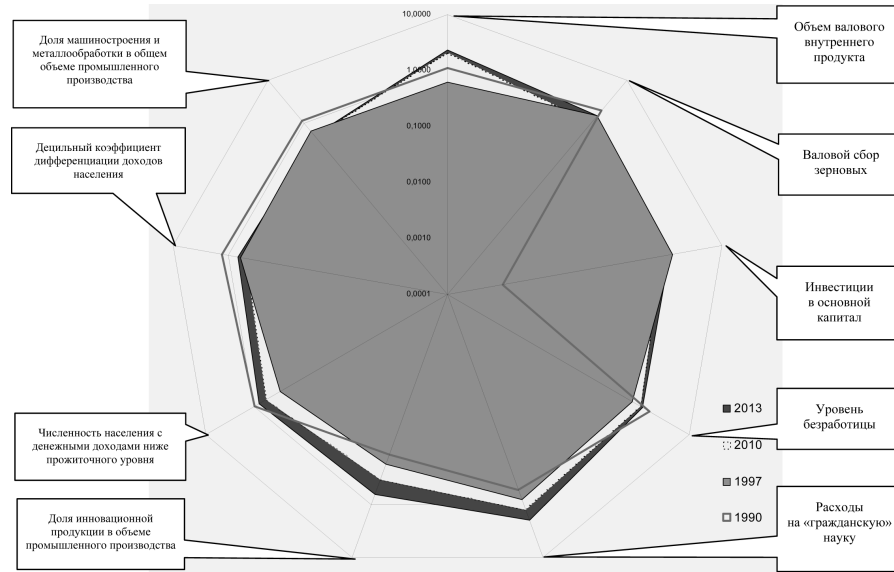 Доля машиностроения и
металлообработки в общем
объеме промышленного
производства
Децильный коэффициент
дифференциации доходов
населения
Численность населения с
денежными доходами ниже
прожиточного уровня
Доля инновационной
продукции в объеме
промышленного производства
10,0000
1,0000
0,1000
0,0100
0,0010
0,0001
Объем валового
внутреннего
продукта
Валовой сбор
зерновых
Инвестиции
в основной
капитал
Уровень
безработицы
Расходы
на «гражданскую»
науку
2013
2010
1997
1990